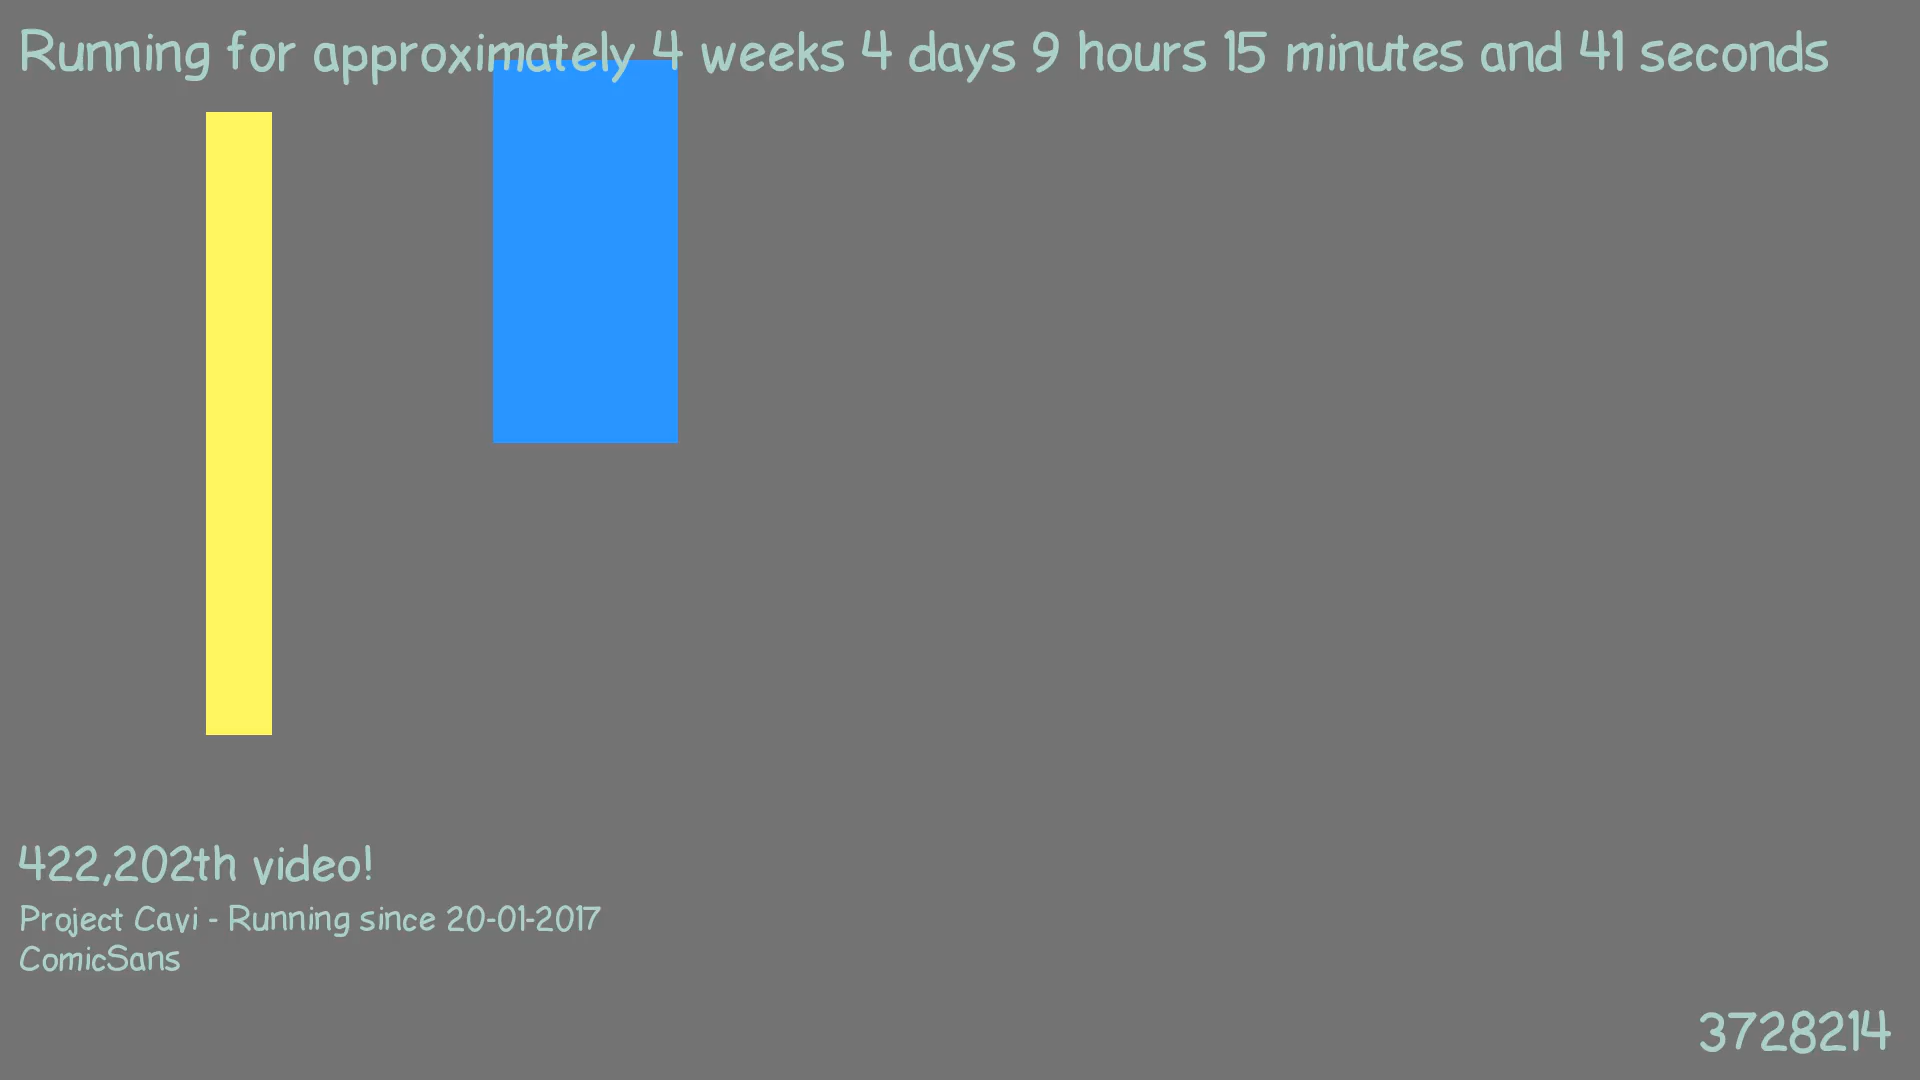 Running for approximately 4 weeks 4 days 9 hours 15 minutes and 41 seconds
422,202th video!
Project Cavi - Running since 20-01-2017
ComicSans
3728214